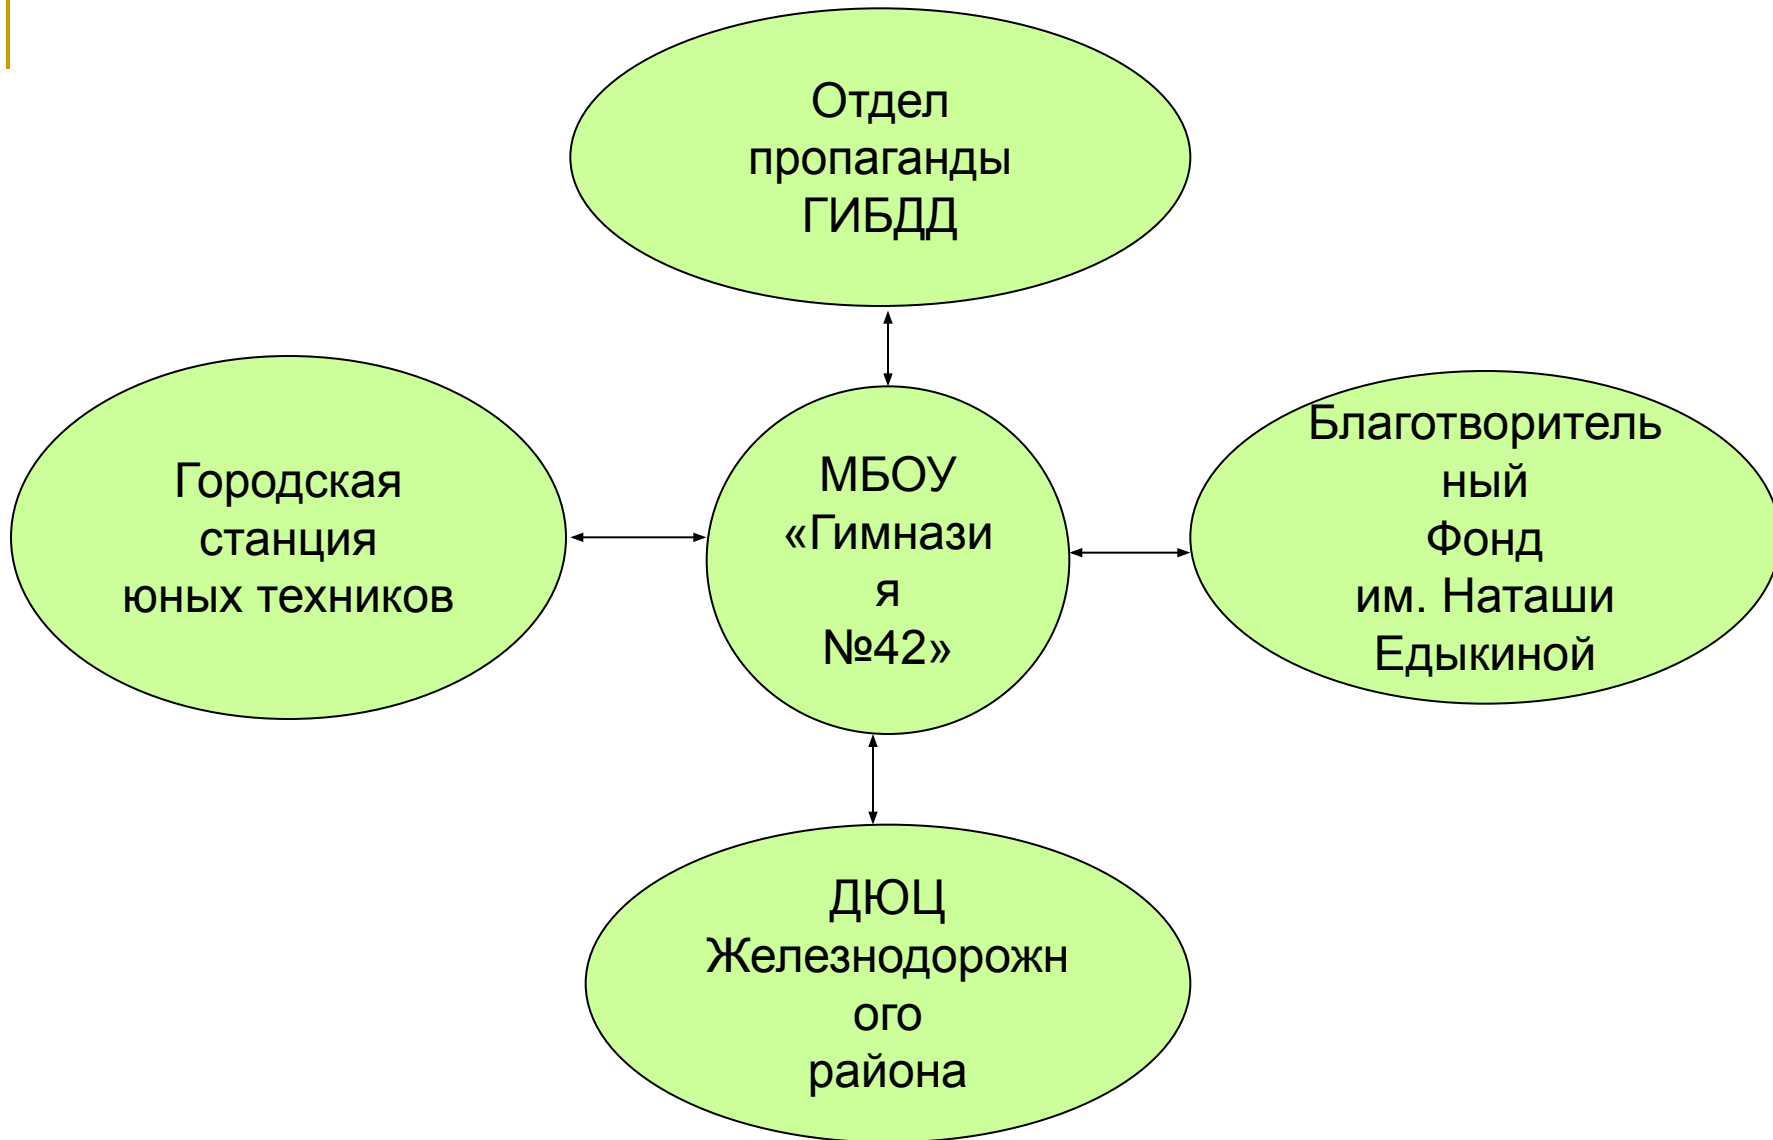 Отдел
пропаганды
ГИБДД
Городская
станция
юных техников
МБОУ
«Гимнази
я
№42»
Благотворитель
ный
Фонд
им. Наташи
Едыкиной
ДЮЦ
Железнодорожн
ого
района